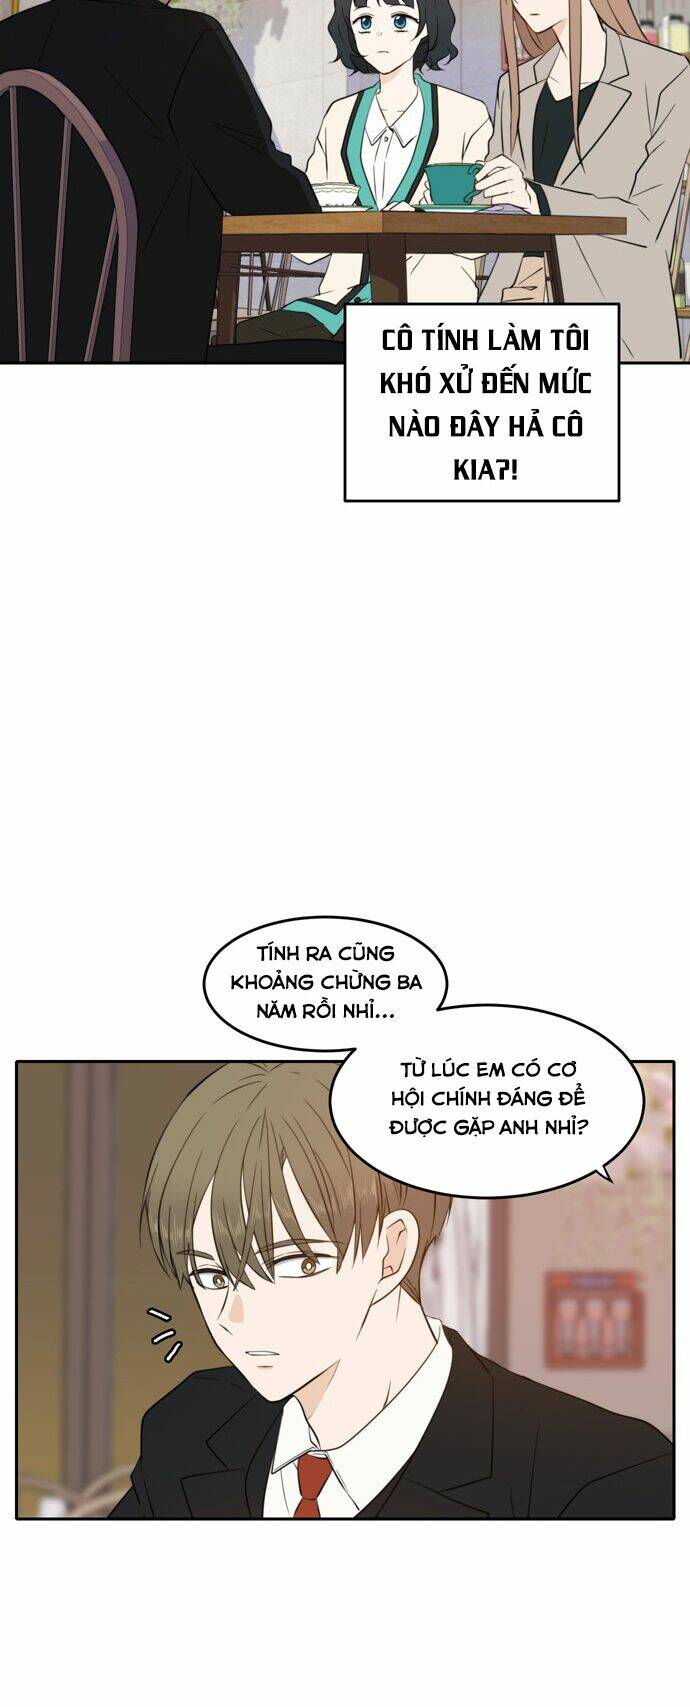 CÔ TÍNH LÀM TÔI
KHÓ XỬ ĐẾN MỨC
NÀO ĐÂY HẢ CÔ
KIA?!
TÍNH RA CŨNG
KHOẢNG CHỪNG BA
NĂM RỒI NHỈ...
TỪ LÚC EM CÓ CƠ
HỘI CHÍNH ĐÁNG ĐỂ
ĐƯỢC GẶP ANH NHỈ?